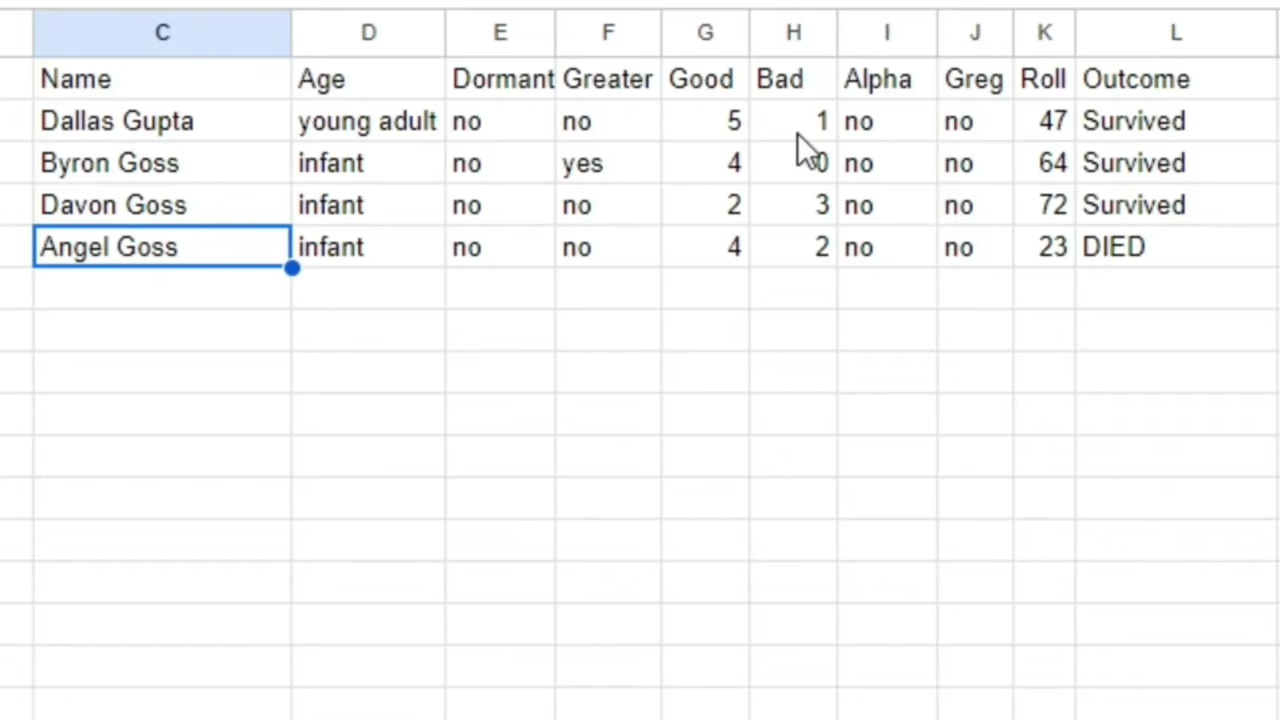 C D E F G H I J K L
Name Age Dormant Greater Good Bad Alpha Greg Roll Outcome
Dallas Gupta young adult no no 5 1 no no 47 Survived
Byron Goss infant no yes 4 0 no no 64 Survived
Davon Goss infant no no 2 3 no no 72 Survived
Angel Goss infant no no 4 2 no no 23 DIED